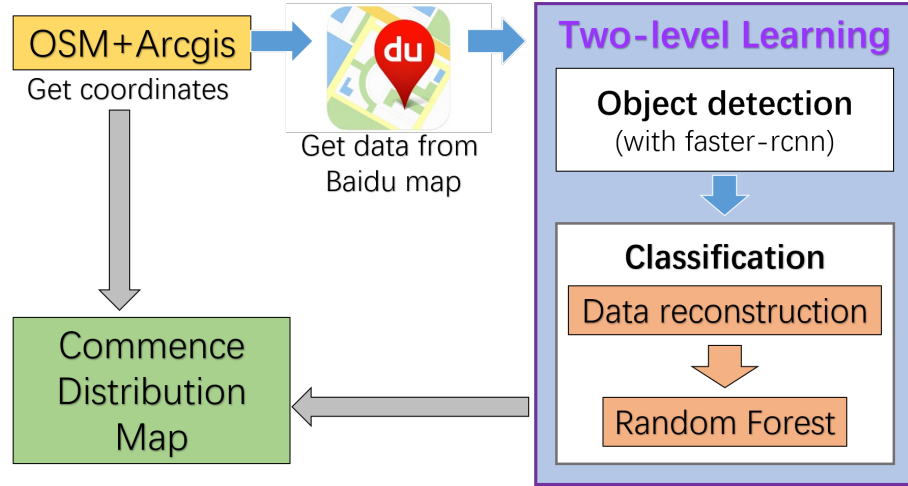 OSM+Arcgis
Get coordinates
du
Get data from
Baidu map
Two-level Learning
Object detection
(with faster-rcnn)
Classification
Data reconstruction
Random Forest
Commence
Distribution
Map